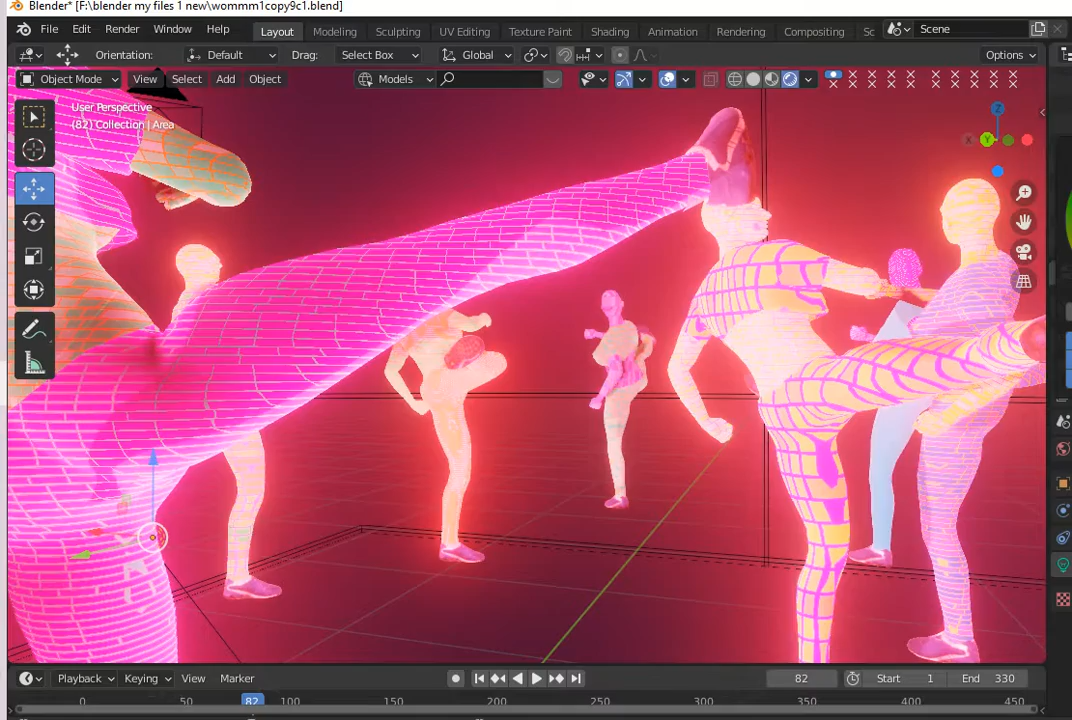 Blender* [F:\blender my files 1 new\wommm1copy9c1.blend]
File Edit Render Window Help Layout Modeling Sculpting UV Editing Texture Paint Shading Animation Rendering Compositing Sc Scene
Orientation: Default Drag: Select Box Global Options
Object Mode View Select Add Object Models
User Perspective
(82) Collection | Area
Z
X Y
Playback Keying View Marker 82 Start 1 End 330
0 50 82 100 150 200 250 300 350 400 450